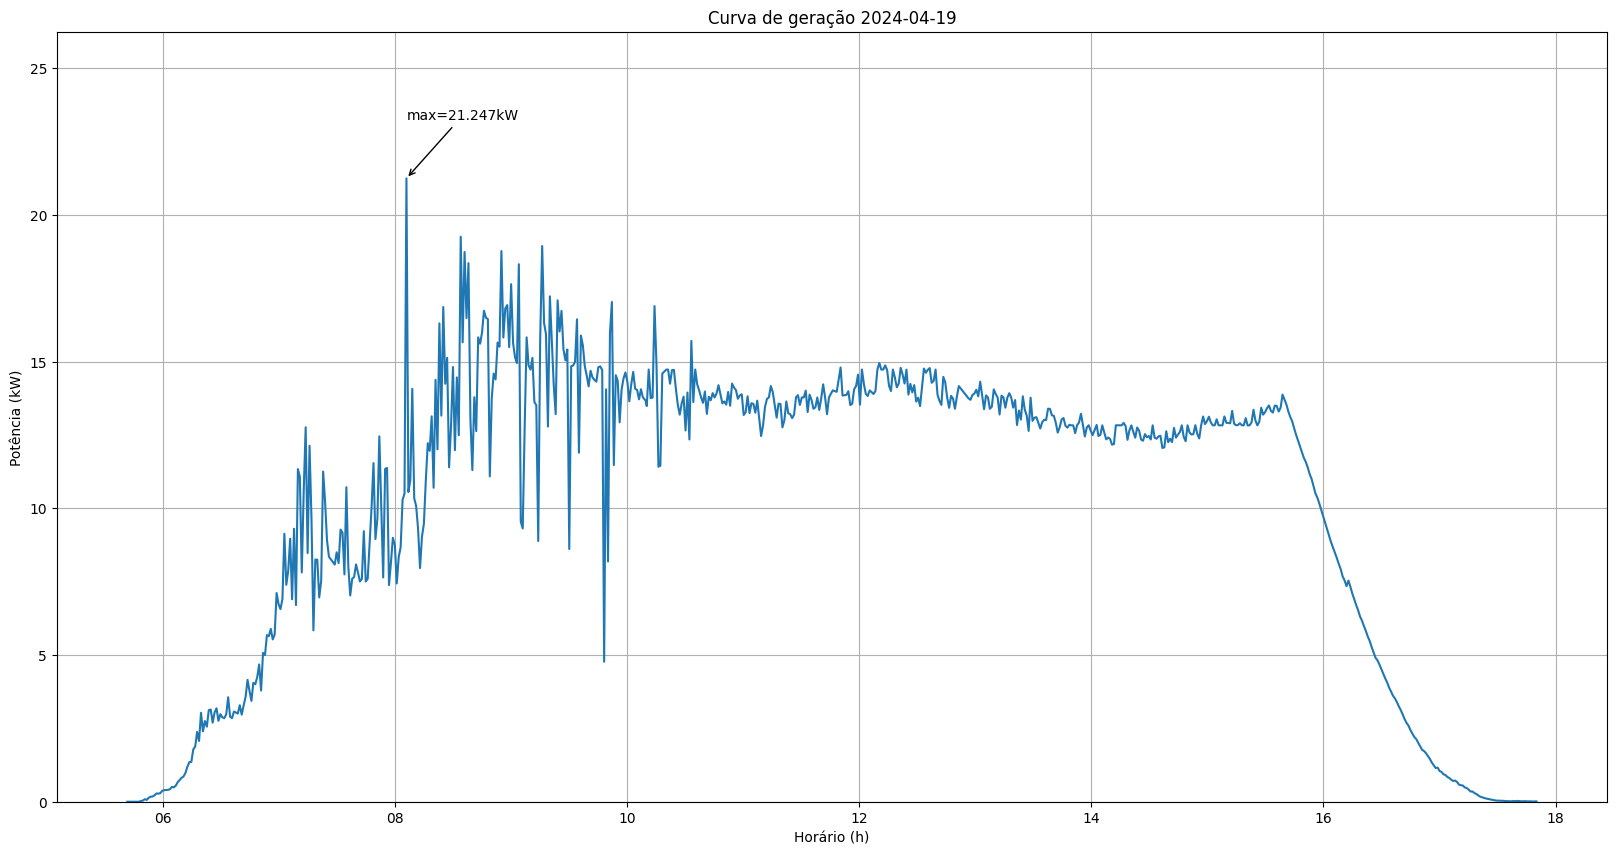 Curva de geração 2024-04-19
25
max=21.247kW
20
15
10
5
0
Potência (kW)
06 08 10 12 14 16 18
Horário (h)